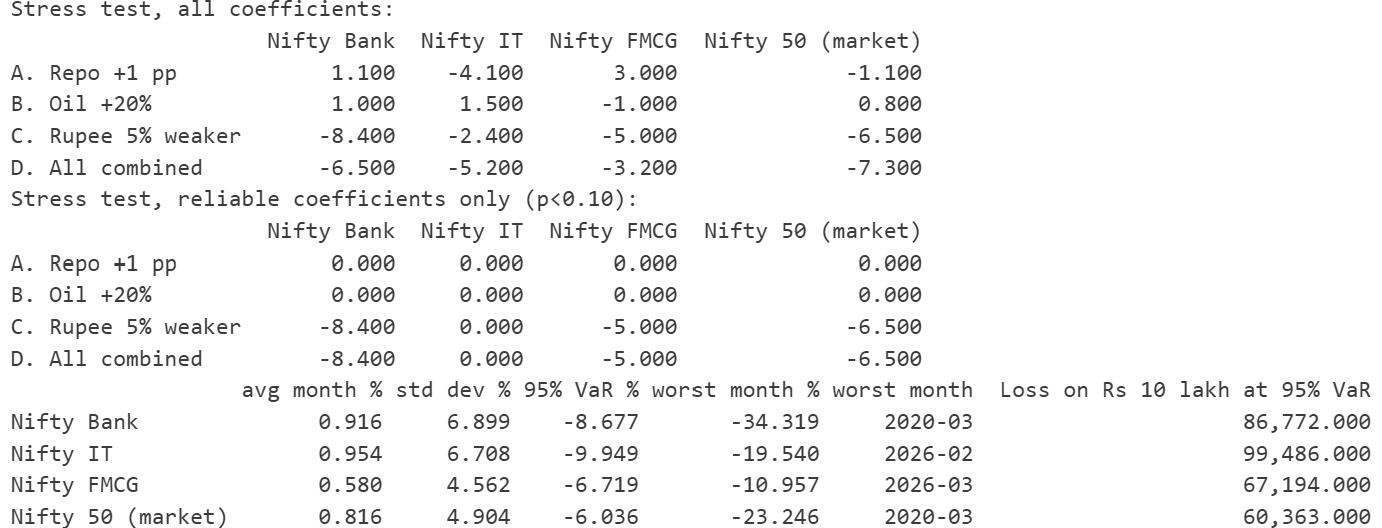 Stress test, all coefficients:
Nifty Bank Nifty IT Nifty FMCG Nifty 50 (market)
A. Repo +1 pp 1.100 -4.100 3.000 -1.100
B. Oil +20% 1.000 1.500 -1.000 0.800
C. Rupee 5% weaker -8.400 -2.400 -5.000 -6.500
D. All combined -6.500 -5.200 -3.200 -7.300
Stress test, reliable coefficients only (p<0.10):
Nifty Bank Nifty IT Nifty FMCG Nifty 50 (market)
A. Repo +1 pp 0.000 0.000 0.000 0.000
B. Oil +20% 0.000 0.000 0.000 0.000
C. Rupee 5% weaker -8.400 0.000 -5.000 -6.500
D. All combined -8.400 0.000 -5.000 -6.500
avg month % std dev % 95% VaR % worst month % worst month Loss on Rs 10 lakh at 95% VaR
Nifty Bank 0.916 6.899 -8.677 -34.319 2020-03 86,772.000
Nifty IT 0.954 6.708 -9.949 -19.540 2026-02 99,486.000
Nifty FMCG 0.580 4.562 -6.719 -10.957 2026-03 67,194.000
Nifty 50 (market) 0.816 4.904 -6.036 -23.246 2020-03 60,363.000